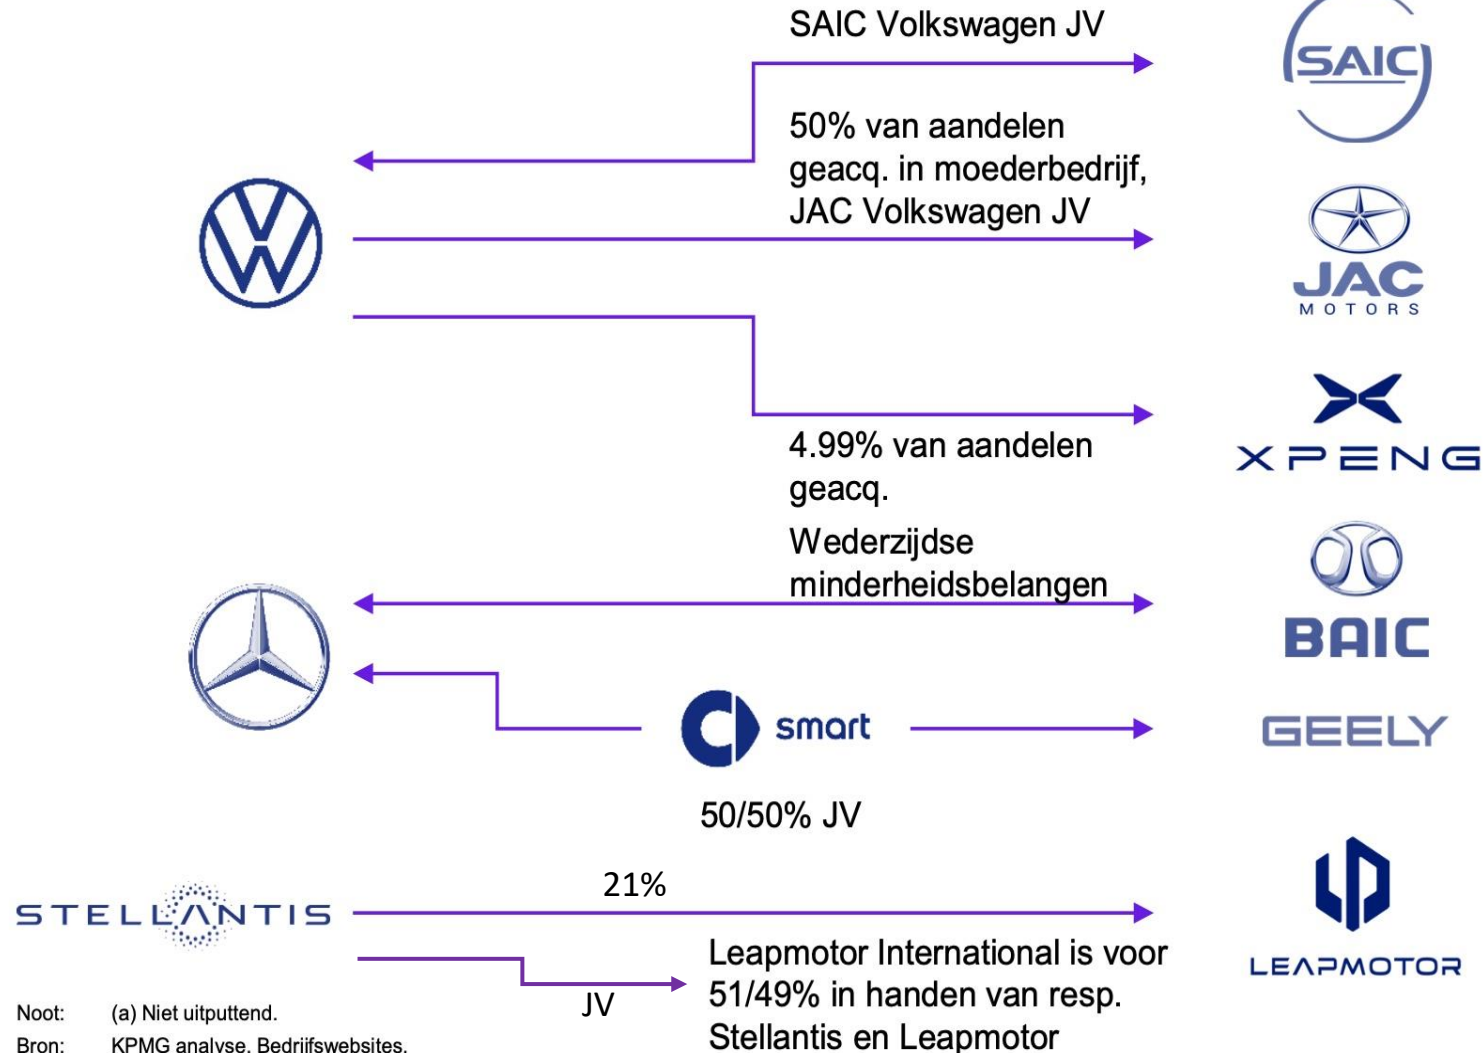 SAIC Volkswagen JV
SAIC
50% van aandelen
geacq. in moederbedrijf,
JAC Volkswagen JV
JAC
MOTORS
4.99% van aandelen
geacq.
XPENG
Wederzijdse
minderheidsbelangen
BAIC
smart
GEELY
50/50% JV
STELLANTIS
21%
LEAPMOTOR
JV
Leapmotor International is voor
51/49% in handen van resp.
Stellantis en Leapmotor
Noot: (a) Niet uitputtend.
Bron: KPMG analyse. Bedrijfswebsites.